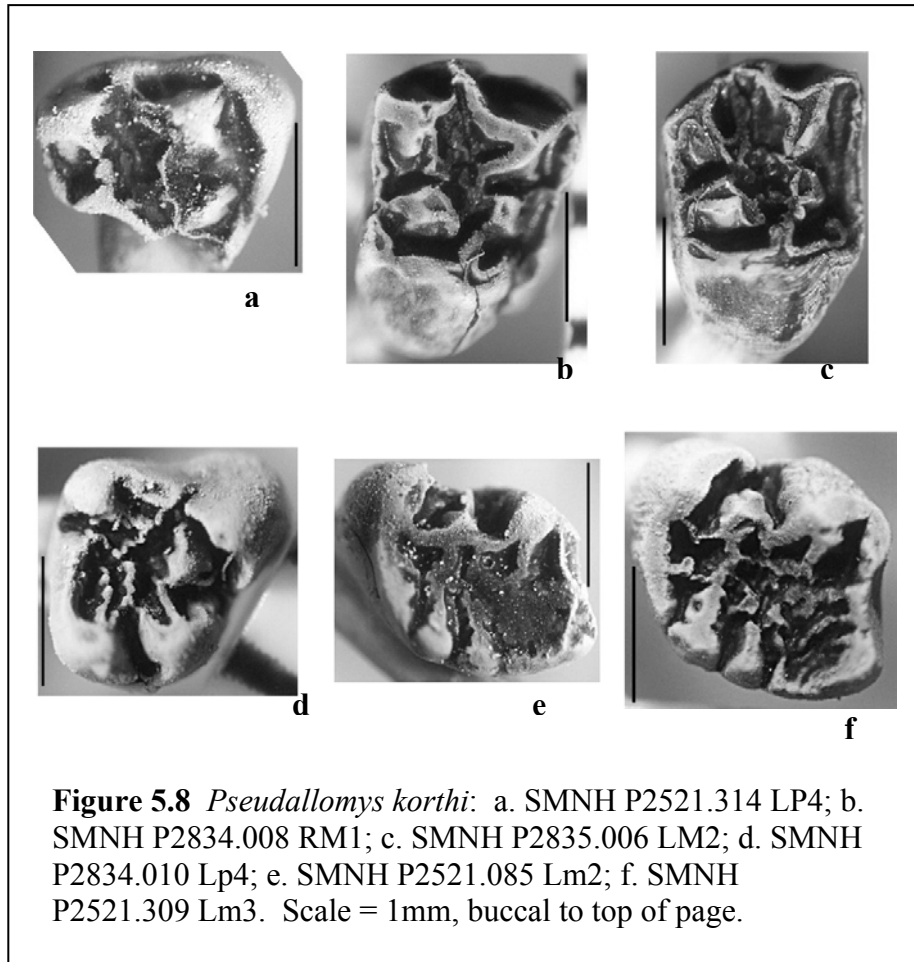 a
b
c
d
e
f
Figure 5.8 Pseudallomys korthi: a. SMNH P2521.314 LP4; b.
SMNH P2834.008 RM1; c. SMNH P2835.006 LM2; d. SMNH
P2834.010 Lp4; e. SMNH P2521.085 Lm2; f. SMNH
P2521.309 Lm3. Scale = 1mm, buccal to top of page.